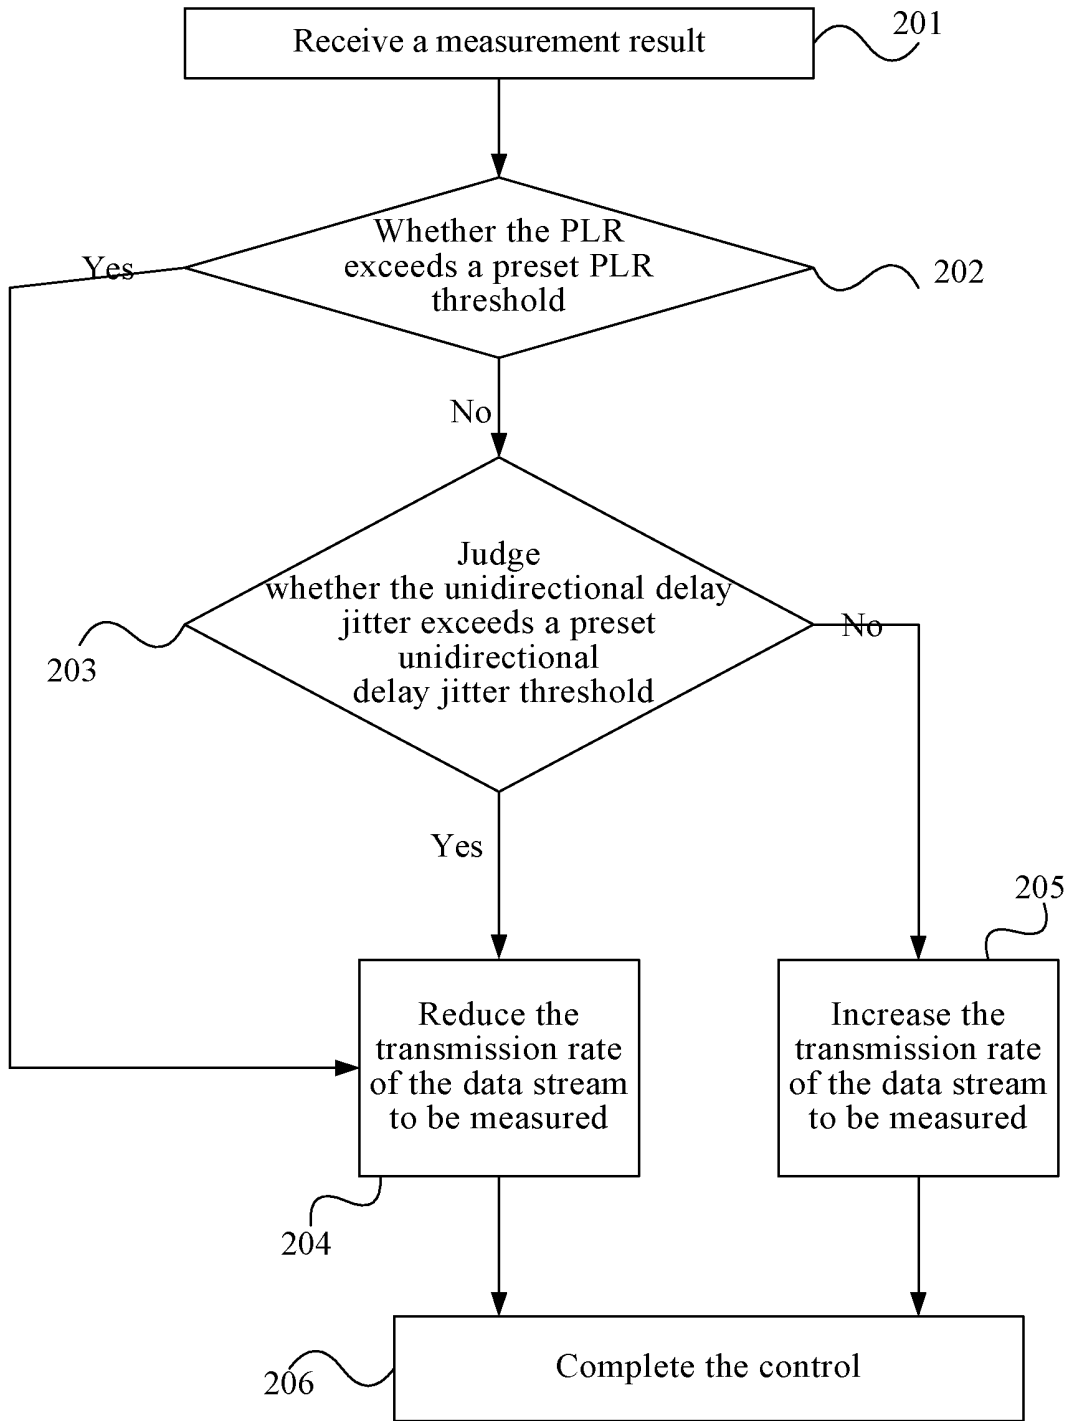 Receive a measurement result
201
Whether the PLR
exceeds a preset PLR
threshold
Yes
202
No
Judge
whether the unidirectional delay
jitter exceeds a preset
unidirectional
delay jitter threshold
203
No
Yes
205
Reduce the
transmission rate
of the data stream
to be measured
Increase the
transmission rate
of the data stream
to be measured
204
Complete the control
206